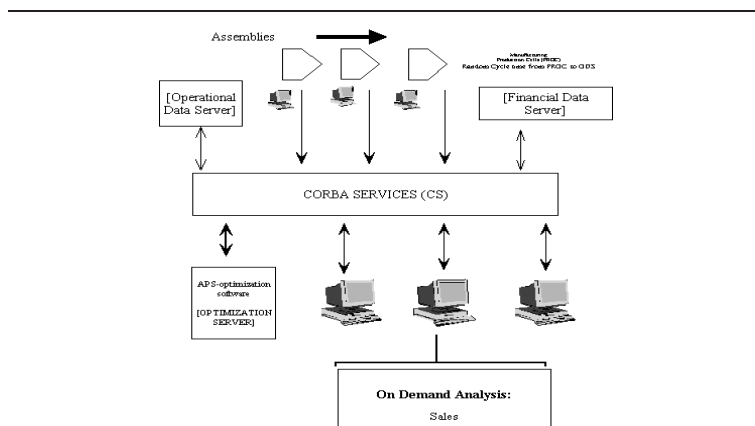 Assemblies
Manufacturing
Production Cells (PROC)
Random Cycle time from PROC to ODS
[Operational
Data Server]
[Financial Data
Server]
CORBA SERVICES (CS)
APS-optimization
software
[OPTIMIZATION
SERVER]
On Demand Analysis:
Sales